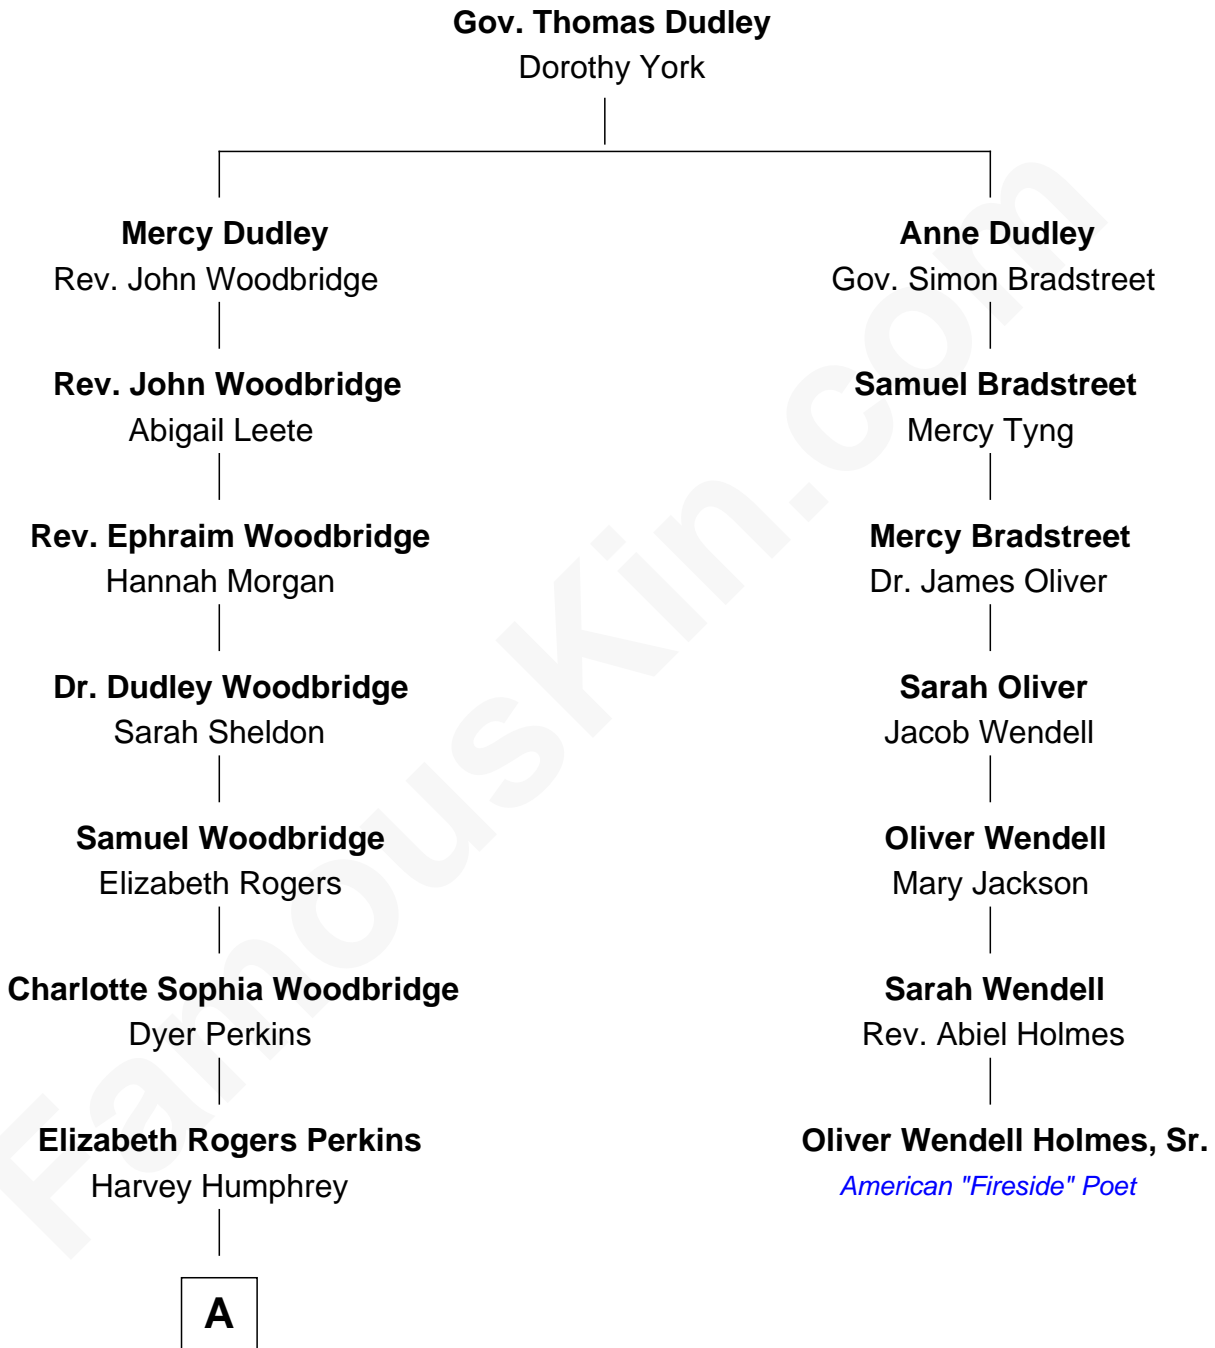 Gov. Thomas Dudley
Dorothy York
Mercy Dudley
Rev. John Woodbridge
Anne Dudley
Gov. Simon Bradstreet
Rev. John Woodbridge
Abigail Leete
Samuel Bradstreet
Mercy Tyng
Rev. Ephraim Woodbridge
Hannah Morgan
Mercy Bradstreet
Dr. James Oliver
Dr. Dudley Woodbridge
Sarah Sheldon
Sarah Oliver
Jacob Wendell
Samuel Woodbridge
Elizabeth Rogers
Oliver Wendell
Mary Jackson
Charlotte Sophia Woodbridge
Dyer Perkins
Sarah Wendell
Rev. Abiel Holmes
Elizabeth Rogers Perkins
Harvey Humphrey
Oliver Wendell Holmes, Sr.
American "Fireside" Poet
A
FamousKin.com